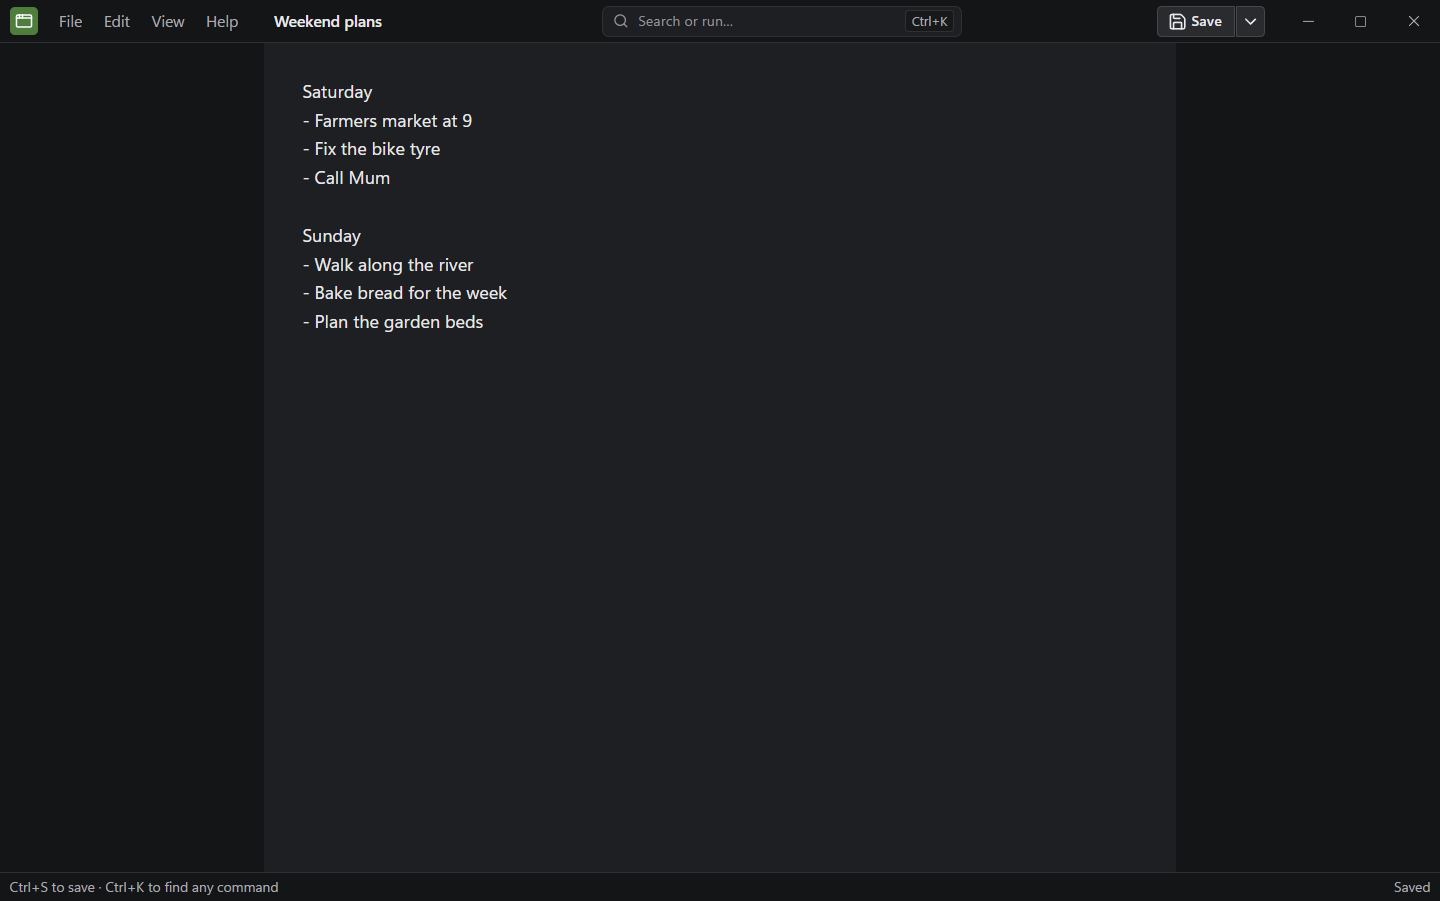 File Edit View Help Weekend plans Search or run... Ctrl+K Save
Saturday
- Farmers market at 9
- Fix the bike tyre
- Call Mum
Sunday
- Walk along the river
- Bake bread for the week
- Plan the garden beds
Ctrl+S to save · Ctrl+K to find any command Saved